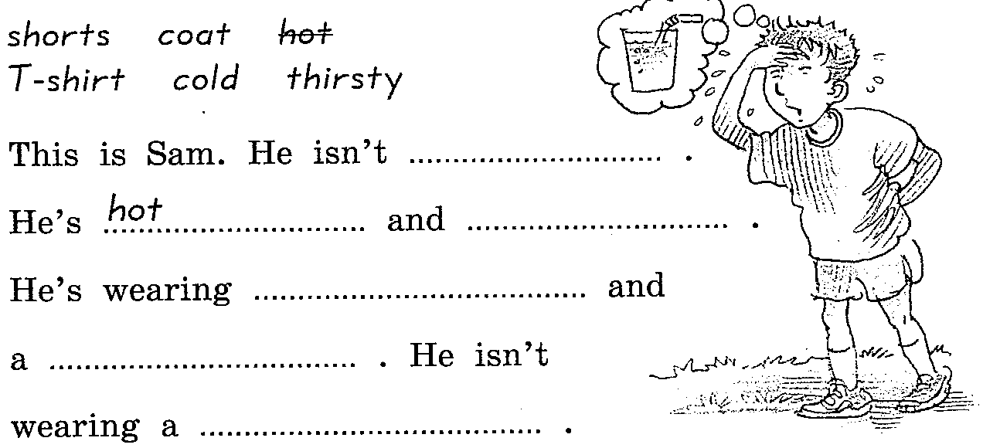 shorts coat hot
T-shirt cold thirsty
This is Sam. He isn't .............................. .
He's hot .............................. and .............................. .
He's wearing .............................. and
a .............................. . He isn't
wearing a .............................. .